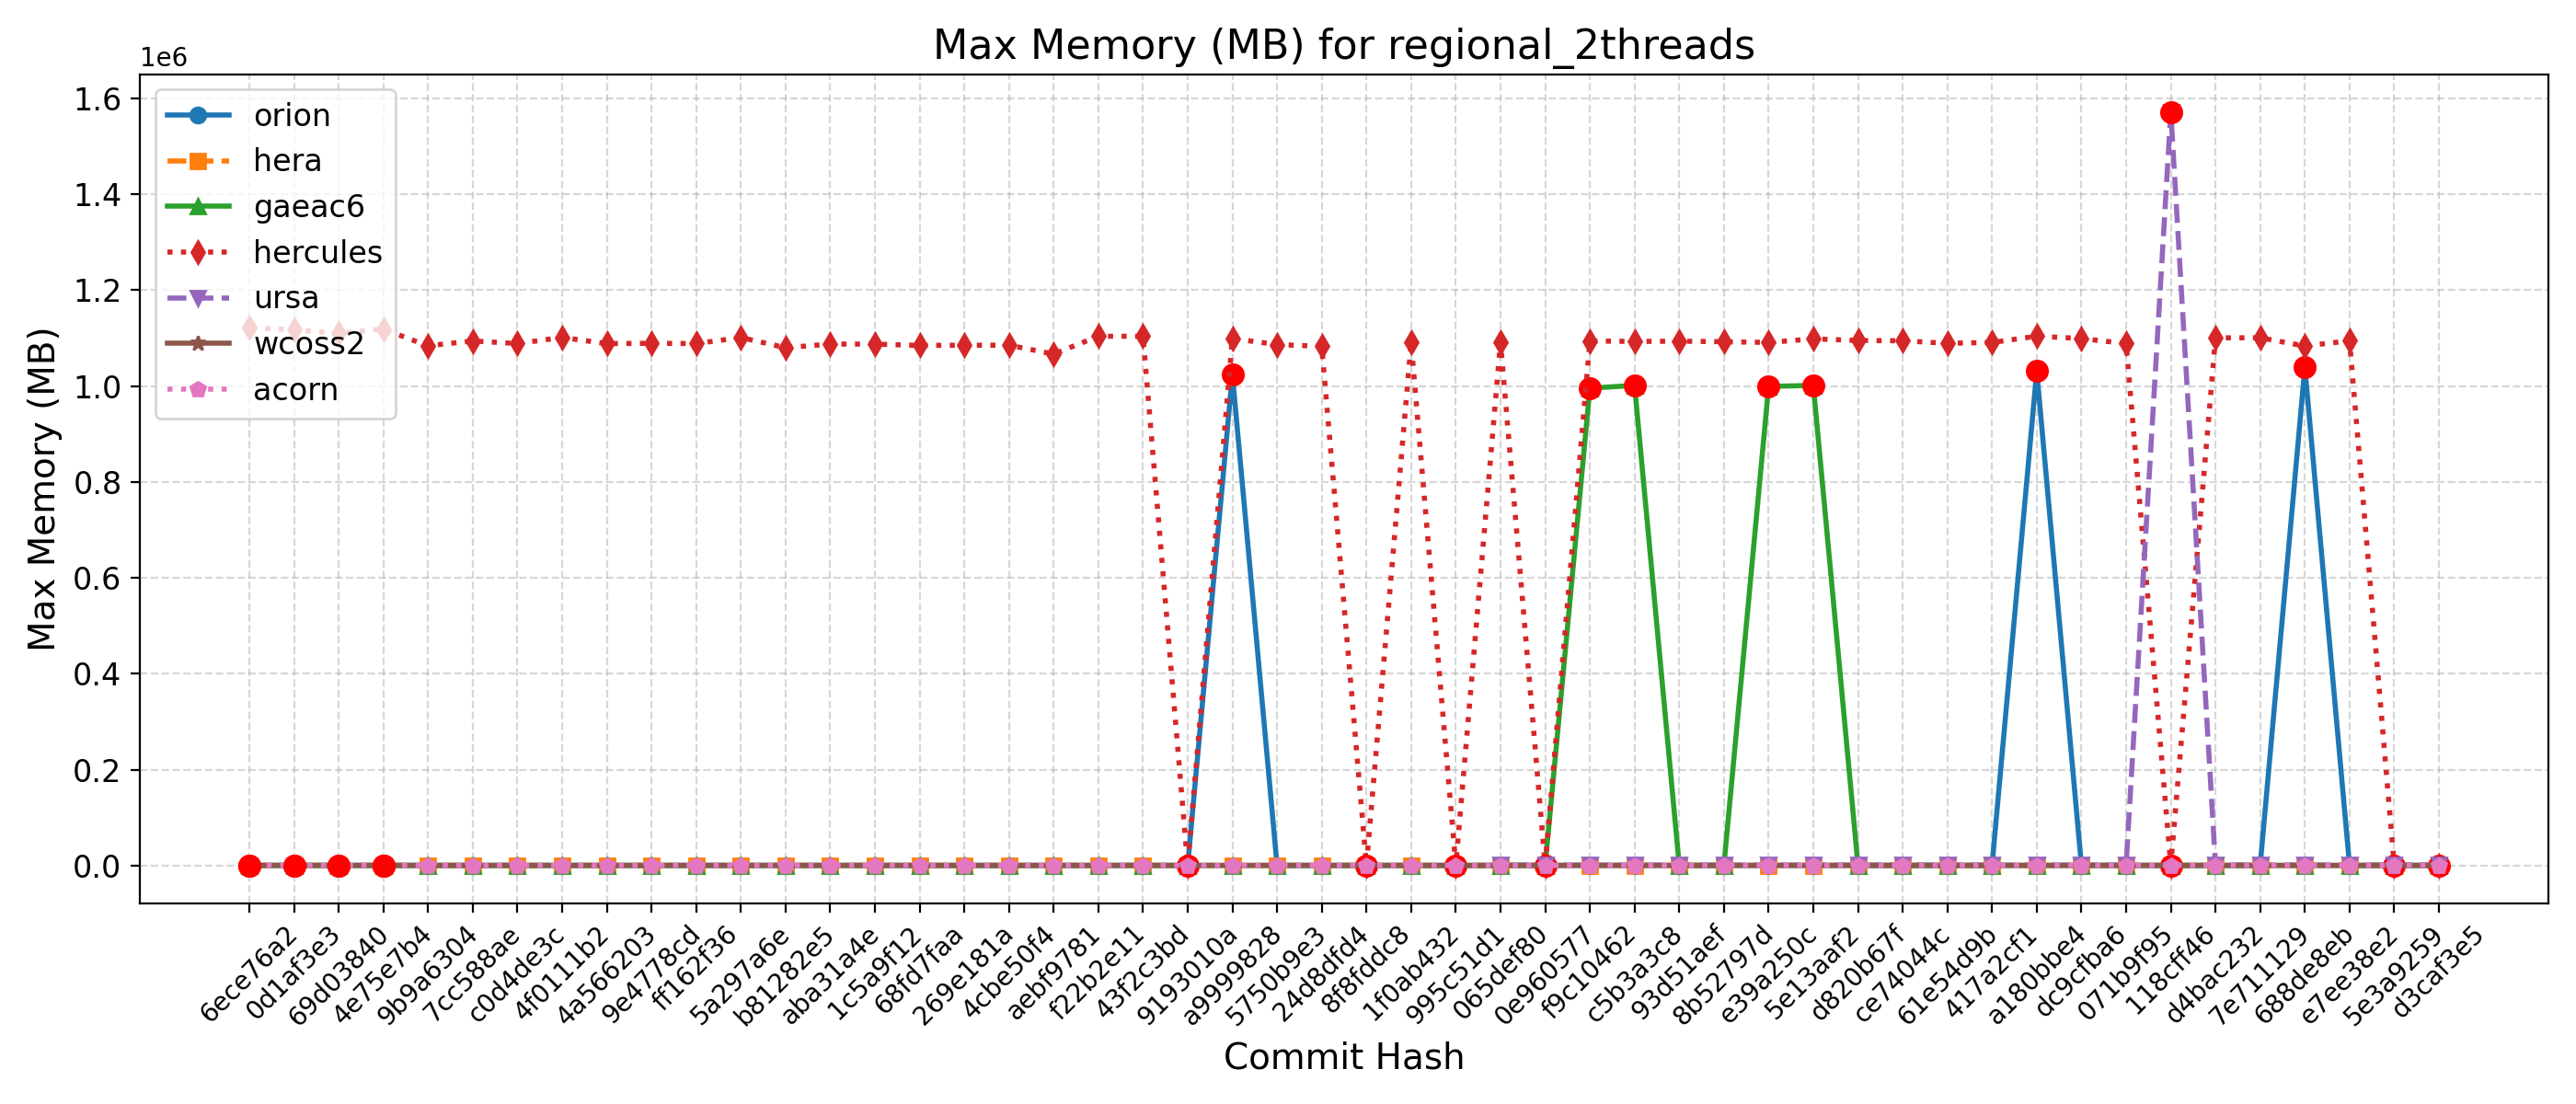 Max Memory (MB) for regional_2threads
1e6
1.6
1.4
1.2
1.0
0.8
0.6
0.4
0.2
0.0
Max Memory (MB)
orion
hera
gaeac6
hercules
ursa
wcoss2
acorn
6ece76a2
0d1af3e3
69d03840
4e75e7b4
9b9a6304
7cc588ae
c0d4de3c
4f0111b2
4a566203
9e4778cd
ff162f36
5a297a6e
b81282e5
aba31a4e
1c5a9f12
68fd7faa
269e181a
4cbe50f4
aebf9781
f22b2e11
43f2c3bd
9193010a
a9999828
5750b9e3
24d8dfd4
8f8fddc8
1f0ab432
995c51d1
065def80
0e960577
f9c10462
c5b3a3c8
93d51aef
8b52797d
e39a250c
5e13aaf2
d820b67f
ce74044c
61e54d9b
417a2cf1
a180bbe4
dc9cfba6
071b9f95
118cff46
d4bac232
7e711129
688de8eb
e7ee38e2
5e3a9259
d3caf3e5
Commit Hash